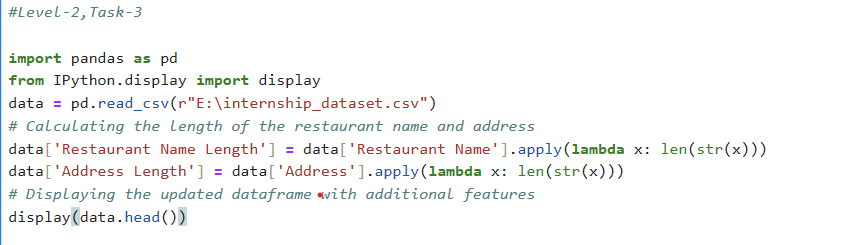 #Level-2,Task-3
import pandas as pd
from IPython.display import display
data = pd.read_csv(r"E:\internship_dataset.csv")
# Calculating the length of the restaurant name and address
data['Restaurant Name Length'] = data['Restaurant Name'].apply(lambda x: len(str(x)))
data['Address Length'] = data['Address'].apply(lambda x: len(str(x)))
# Displaying the updated dataframe with additional features
display(data.head())